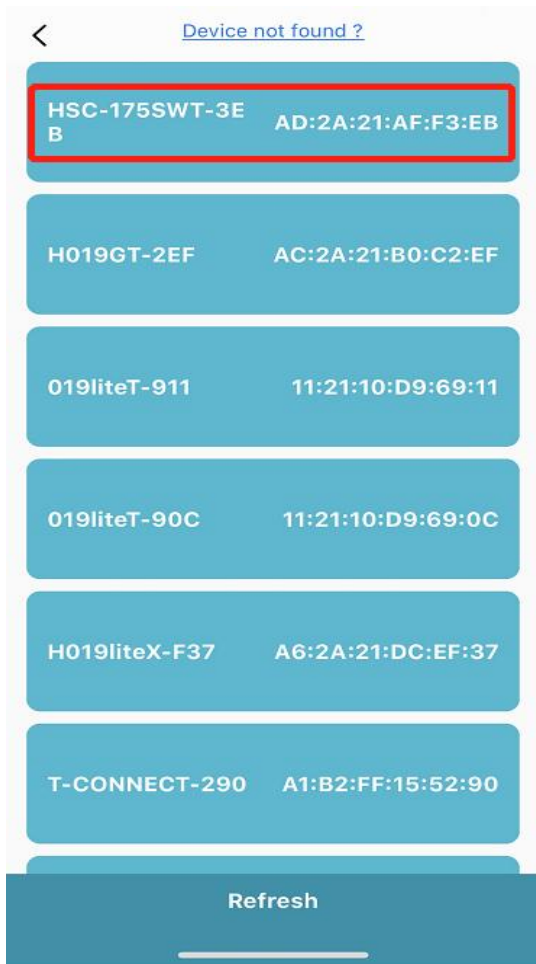 Device not found ?
HSC-175SWT-3E
B
AD:2A:21:AF:F3:EB
H019GT-2EF AC:2A:21:B0:C2:EF
019liteT-911 11:21:10:D9:69:11
019liteT-90C 11:21:10:D9:69:0C
H019liteX-F37 A6:2A:21:DC:EF:37
T-CONNECT-290 A1:B2:FF:15:52:90
Refresh